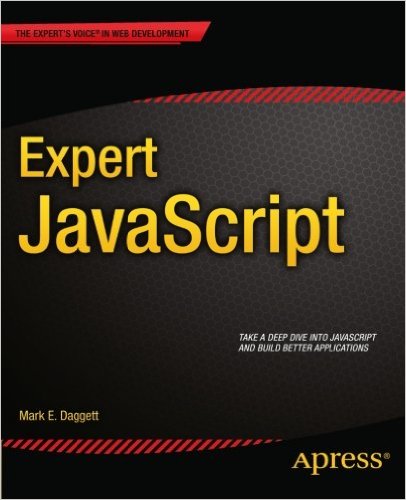 THE EXPERT'S VOICE® IN WEB DEVELOPMENT
Expert
JavaScript
TAKE A DEEP DIVE INTO JAVASCRIPT
AND BUILD BETTER APPLICATIONS
Mark E. Daggett
Apress®